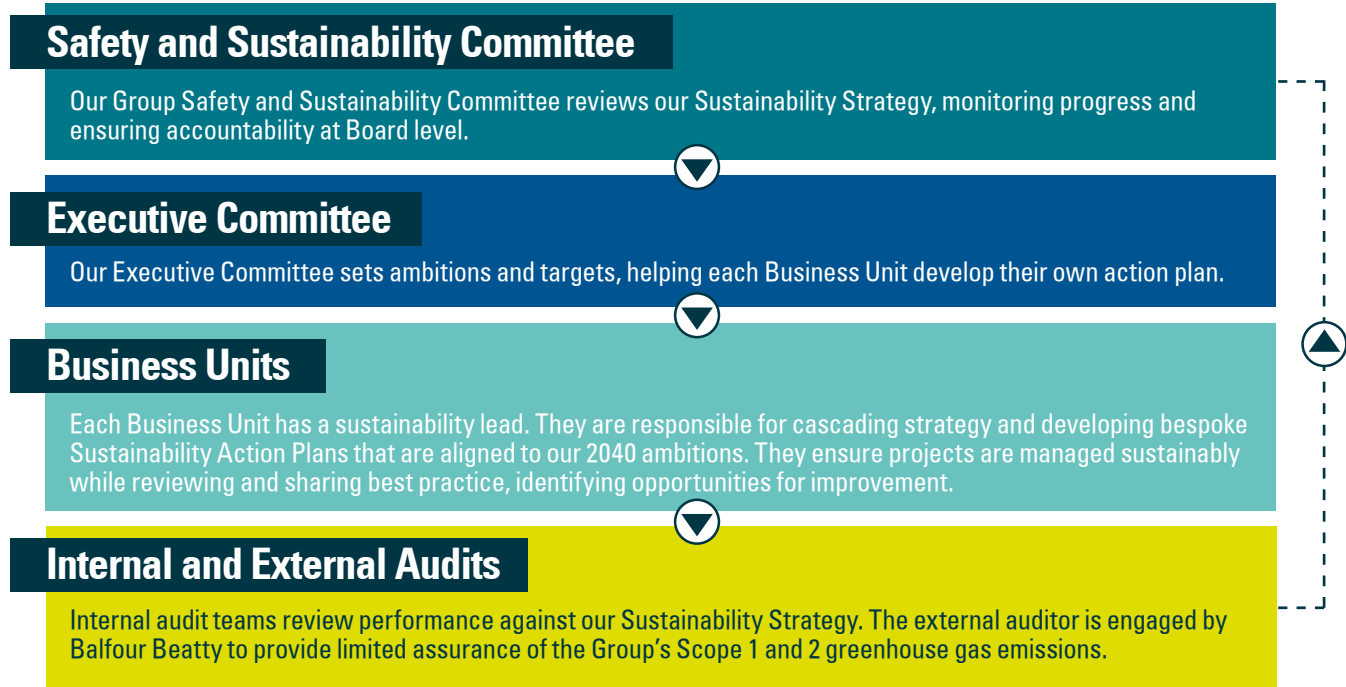 Safety and Sustainability Committee
Our Group Safety and Sustainability Committee reviews our Sustainability Strategy, monitoring progress and
ensuring accountability at Board level.
Executive Committee
Our Executive Committee sets ambitions and targets, helping each Business Unit develop their own action plan.
Business Units
Each Business Unit has a sustainability lead. They are responsible for cascading strategy and developing bespoke
Sustainability Action Plans that are aligned to our 2040 ambitions. They ensure projects are managed sustainably
while reviewing and sharing best practice, identifying opportunities for improvement.
Internal and External Audits
Internal audit teams review performance against our Sustainability Strategy. The external auditor is engaged by
Balfour Beatty to provide limited assurance of the Group’s Scope 1 and 2 greenhouse gas emissions.